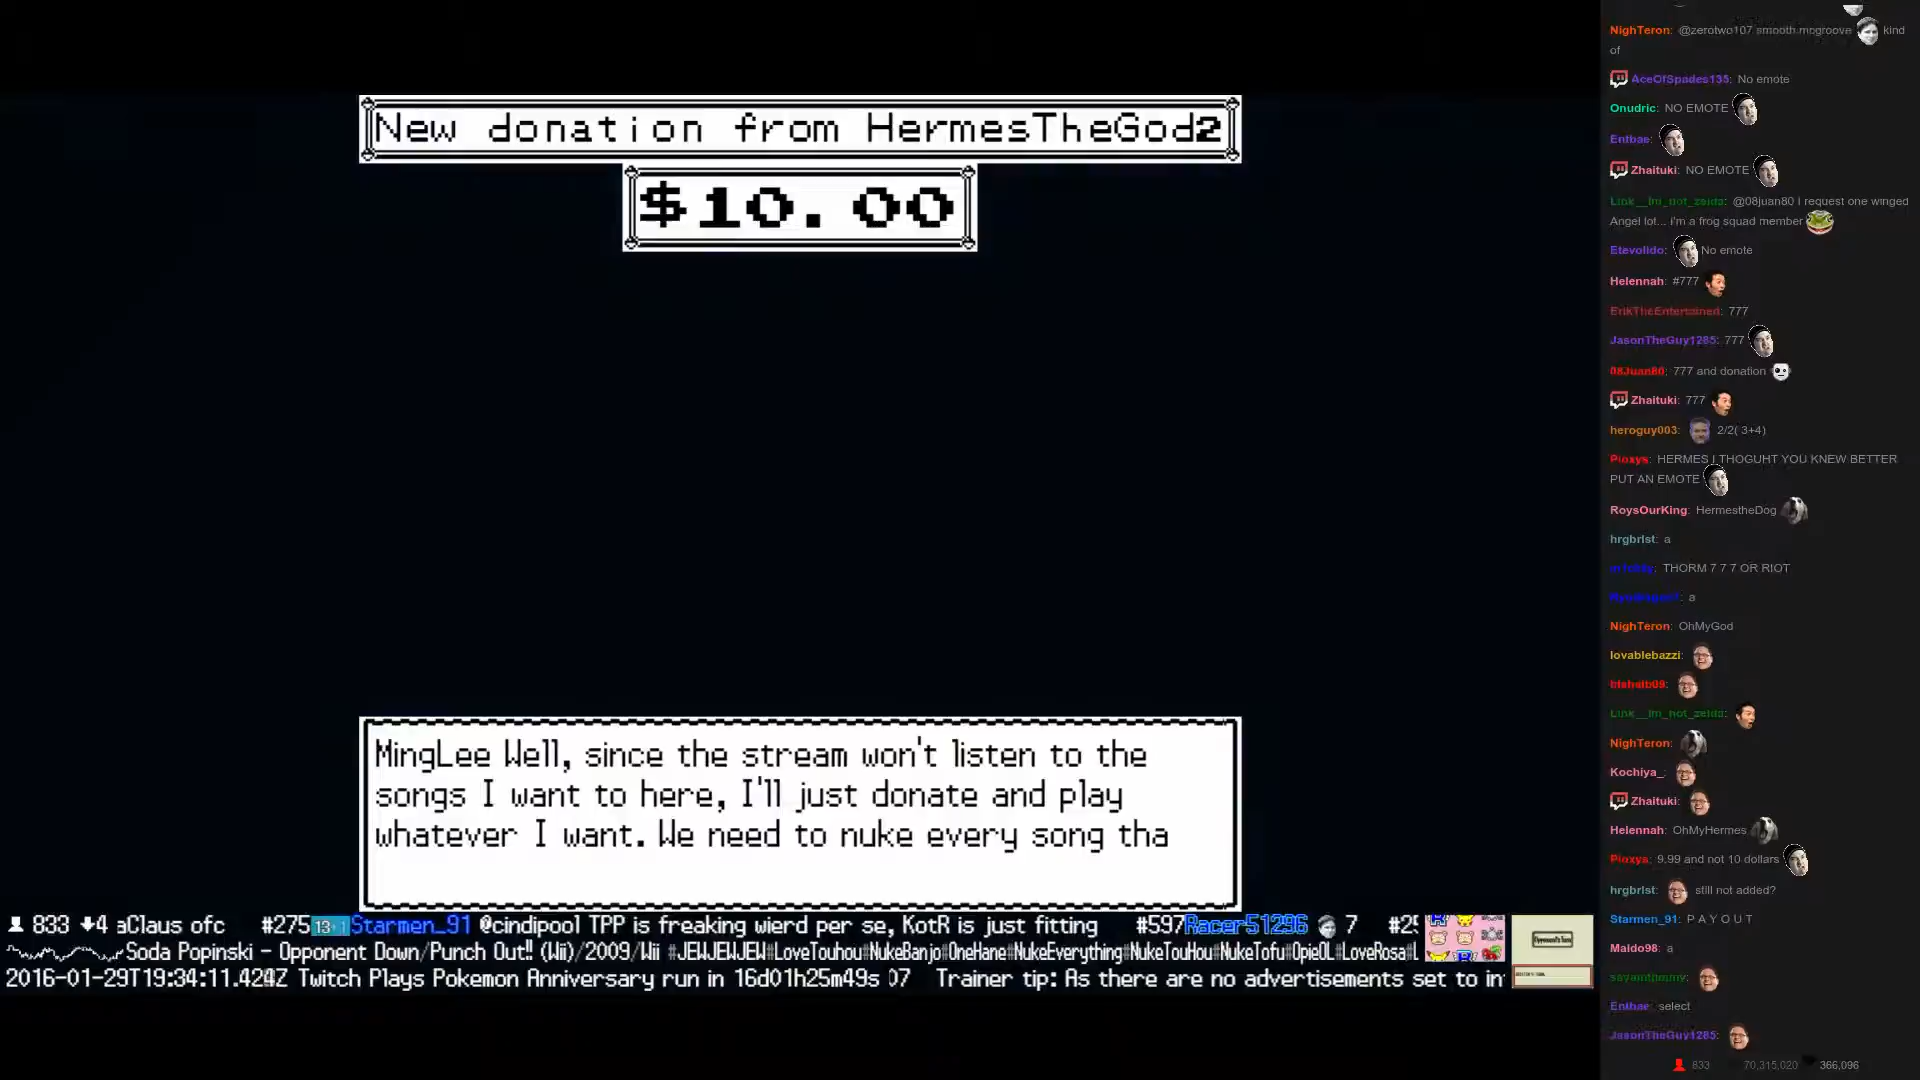 New donation from HermesTheGod2
$10.00
MingLee Well, since the stream won't listen to the
songs I want to here, I'll just donate and play
whatever I want. We need to nuke every song tha
833 4 aClaus ofc #275 13+1 Starmen_91 @cindipool TPP is freaking wierd per se, KotR is just fitting #597 Racer51296 7
Soda Popinski - Opponent Down/Punch Out!! (Wii)/2009/Wii #JEWJEWJEW#LoveTouhou#NukeBanjo#OneHane#NukeEverything#NukeTouHou#NukeTofu#OpieOL#LoveRosa#L
2016-01-29T19:34:11.424Z Twitch Plays Pokemon Anniversary run in 16d01h25m49s 07 Trainer tip: As there are no advertisements set to in
NighTeron: @zerotwo107 smooth mcgroove kind
of
AceOfSpades135: No emote
Onudric: NO EMOTE
Entbae:
Zhaituki: NO EMOTE
Link__Im_not_zelda: @08juan80 I request one winged
Angel lot... i'm a frog squad member
Etevolido: No emote
Helennah: #777
ErikTheEntertained: 777
JasonTheGuy1285: 777
08Juan80: 777 and donation
Zhaituki: 777
heroguy003: 2/2( 3+4)
Pioxys: HERMES I THOGUHT YOU KNEW BETTER
PUT AN EMOTE
RoysOurKing: HermestheDog
hrgbrlst: a
THORM 7 7 7 OR RIOT
a
NighTeron: OhMyGod
lovablebazzi:
Link__Im_not_zelda:
NighTeron:
Kochiya_:
Zhaituki:
Helennah: OhMyHermes
Pioxya: 9.99 and not 10 dollars
hrgbrlst: still not added?
Starmen_91: P A Y O U T
Maldo98: a
Entbae: select
JasonTheGuy1285:
833 70,315,020 366,096